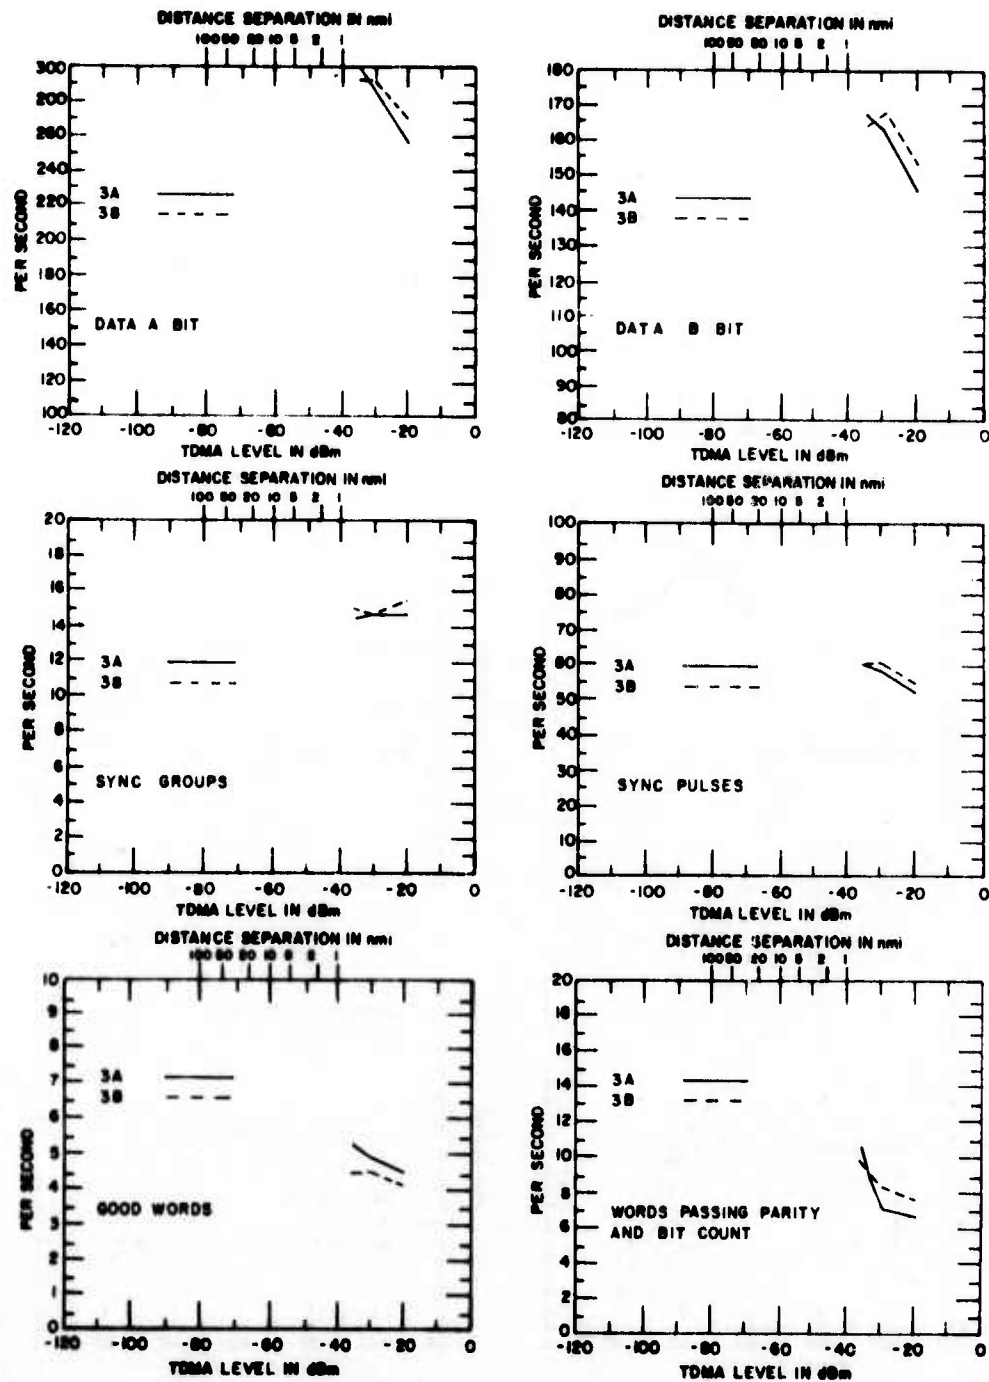 DISTANCE SEPARATION IN nmi
100 50 20 10 5 2 1
300
290
280
260
240
220
200
180
160
140
120
100
PER SECOND
3A
3B
DATA A BIT
-120 -100 -80 -60 -40 -20 0
TDMA LEVEL IN dBm
DISTANCE SEPARATION IN nmi
100 50 20 10 5 2 1
180
170
160
150
140
130
120
110
100
90
80
PER SECOND
3A
3B
DATA B BIT
-120 -100 -80 -60 -40 -20 0
TDMA LEVEL IN dBm
DISTANCE SEPARATION IN nmi
100 50 20 10 5 2 1
20
18
16
14
12
10
8
6
4
2
0
PER SECOND
3A
3B
SYNC GROUPS
-120 -100 -80 -60 -40 -20 0
TDMA LEVEL IN dBm
DISTANCE SEPARATION IN nmi
100 50 20 10 5 2 1
100
90
80
70
60
50
40
30
20
10
0
PER SECOND
3A
3B
SYNC PULSES
-120 -100 -80 -60 -40 -20 0
TDMA LEVEL IN dBm
DISTANCE SEPARATION IN nmi
100 50 20 10 5 2 1
10
9
8
7
6
5
4
3
2
1
0
PER SECOND
3A
3B
GOOD WORDS
-120 -100 -80 -60 -40 -20 0
TDMA LEVEL IN dBm
DISTANCE SEPARATION IN nmi
100 50 20 10 5 2 1
20
18
16
14
12
10
8
6
4
2
0
PER SECOND
3A
3B
WORDS PASSING PARITY
AND BIT COUNT
-120 -100 -80 -60 -40 -20 0
TDMA LEVEL IN dBm